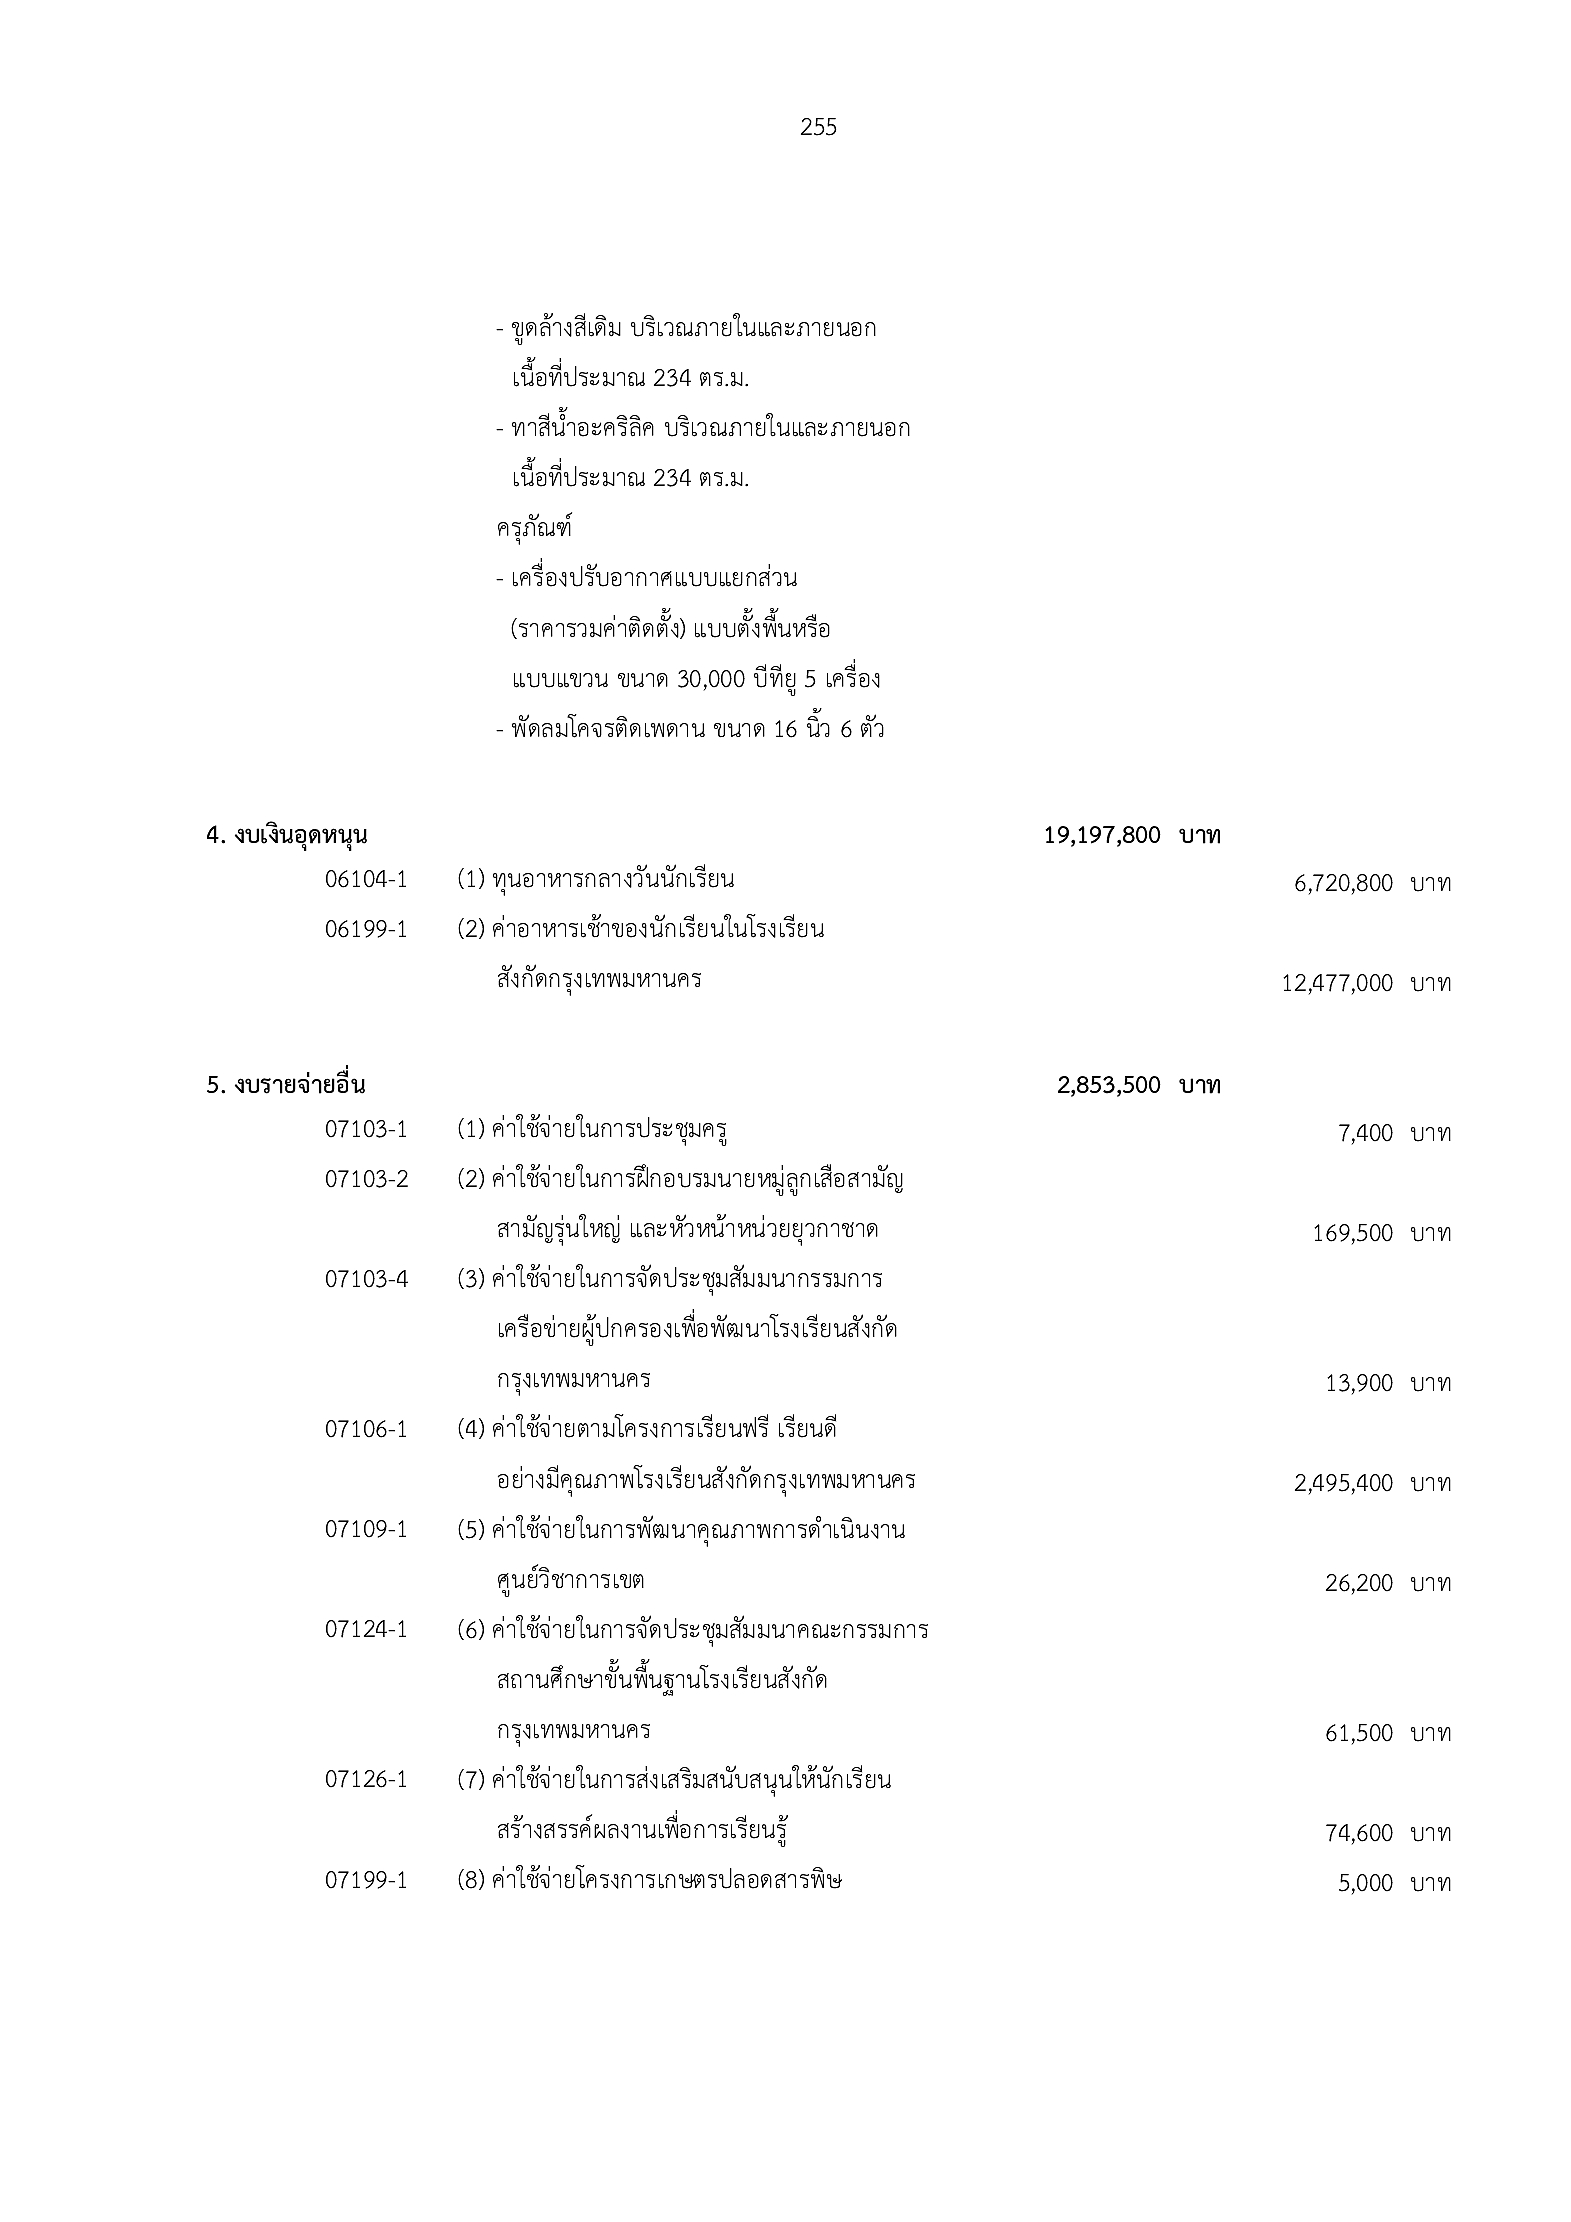 255
- ขูดล้างสีเดิม บริเวณภายในและภายนอก
เนื้อที่ประมาณ 234 ตร.ม.
- ทาสีน้ำอะคริลิค บริเวณภายในและภายนอก
เนื้อที่ประมาณ 234 ตร.ม.
ครุภัณฑ์
- เครื่องปรับอากาศแบบแยกส่วน
(ราคารวมค่าติดตั้ง) แบบตั้งพื้นหรือ
แบบแขวน ขนาด 30,000 บีทียู 5 เครื่อง
- พัดลมโคจรติดเพดาน ขนาด 16 นิ้ว 6 ตัว
4. งบเงินอุดหนุน 19,197,800 บาท
06104-1 (1) ทุนอาหารกลางวันนักเรียน 6,720,800 บาท
06199-1 (2) ค่าอาหารเช้าของนักเรียนในโรงเรียน
สังกัดกรุงเทพมหานคร 12,477,000 บาท
5. งบรายจ่ายอื่น 2,853,500 บาท
07103-1 (1) ค่าใช้จ่ายในการประชุมครู 7,400 บาท
07103-2 (2) ค่าใช้จ่ายในการฝึกอบรมนายหมู่ลูกเสือสามัญ
สามัญรุ่นใหญ่ และหัวหน้าหน่วยยุวกาชาด 169,500 บาท
07103-4 (3) ค่าใช้จ่ายในการจัดประชุมสัมมนากรรมการ
เครือข่ายผู้ปกครองเพื่อพัฒนาโรงเรียนสังกัด
กรุงเทพมหานคร 13,900 บาท
07106-1 (4) ค่าใช้จ่ายตามโครงการเรียนฟรี เรียนดี
อย่างมีคุณภาพโรงเรียนสังกัดกรุงเทพมหานคร 2,495,400 บาท
07109-1 (5) ค่าใช้จ่ายในการพัฒนาคุณภาพการดำเนินงาน
ศูนย์วิชาการเขต 26,200 บาท
07124-1 (6) ค่าใช้จ่ายในการจัดประชุมสัมมนาคณะกรรมการ
สถานศึกษาขั้นพื้นฐานโรงเรียนสังกัด
กรุงเทพมหานคร 61,500 บาท
07126-1 (7) ค่าใช้จ่ายในการส่งเสริมสนับสนุนให้นักเรียน
สร้างสรรค์ผลงานเพื่อการเรียนรู้ 74,600 บาท
07199-1 (8) ค่าใช้จ่ายโครงการเกษตรปลอดสารพิษ 5,000 บาท